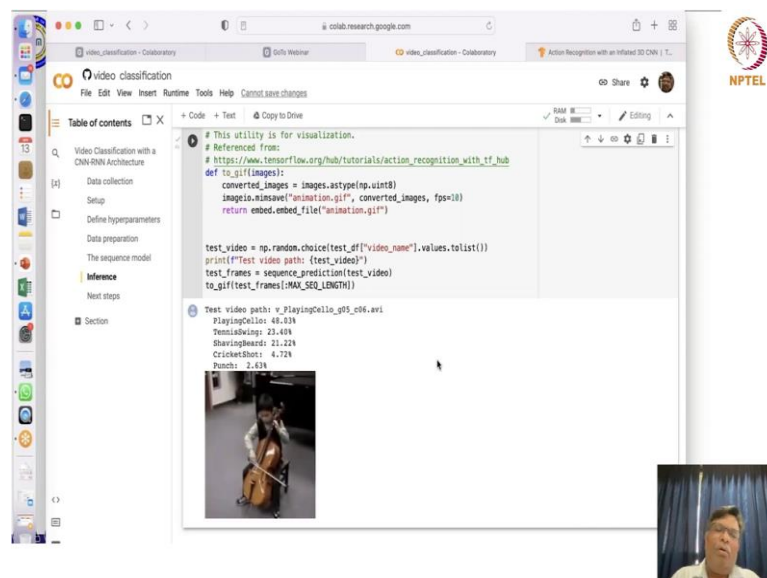 colab.research.google.com
video_classification - Colaboratory
GoTo Webinar
video_classification - Colaboratory
Action Recognition with an Inflated 3D CNN | T...
NPTEL
video classification
File Edit View Insert Runtime Tools Help Cannot save changes
Share
+ Code + Text Copy to Drive
RAM
Disk
Editing
Table of contents
Video Classification with a
CNN-RNN Architecture
Data collection
Setup
Define hyperparameters
Data preparation
The sequence model
Inference
Next steps
Section
# This utility is for visualization.
# Referenced from:
# https://www.tensorflow.org/hub/tutorials/action_recognition_with_tf_hub
def to_gif(images):
converted_images = images.astype(np.uint8)
imageio.mimsave("animation.gif", converted_images, fps=10)
return embed.embed_file("animation.gif")
test_video = np.random.choice(test_df["video_name"].values.tolist())
print(f"Test video path: {test_video}")
test_frames = sequence_prediction(test_video)
to_gif(test_frames[:MAX_SEQ_LENGTH])
Test video path: v_PlayingCello_g05_c06.avi
PlayingCello: 48.03%
TennisSwing: 23.40%
ShavingBeard: 21.22%
CricketShot: 4.72%
Punch: 2.63%